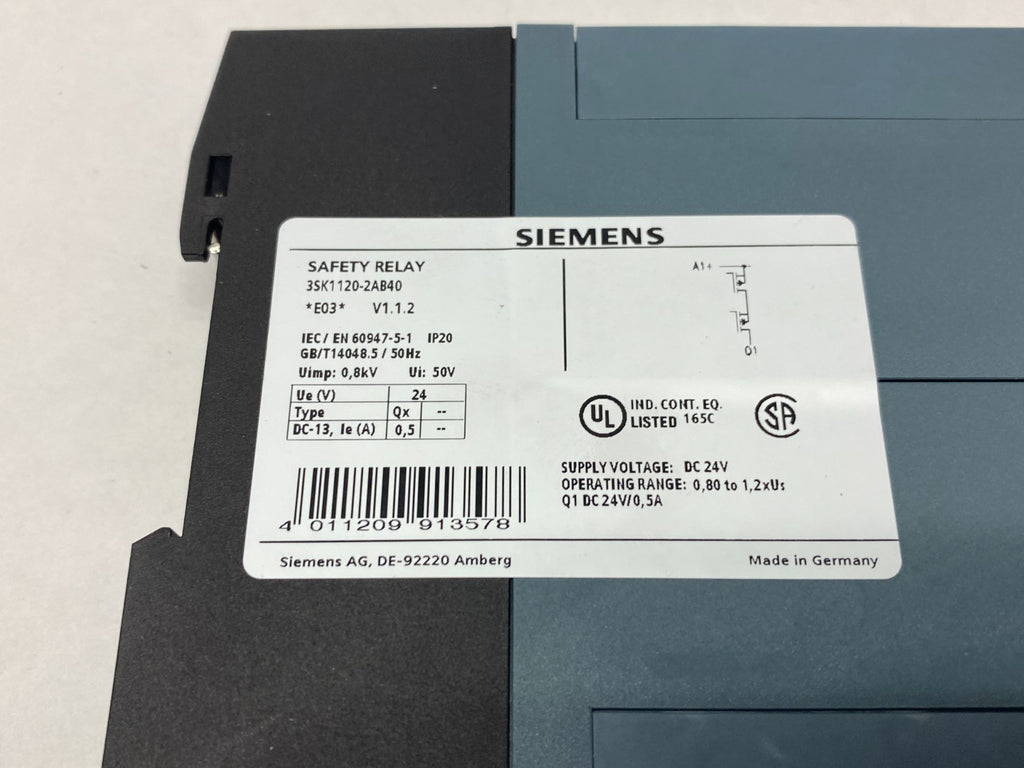 SIEMENS
SAFETY RELAY
3SK1120-2AB40
*E03* V1.1.2
IEC/ EN 60947-5-1 IP20
GB/T14048.5 / 50Hz
Uimp: 0,8kV Ui: 50V
Ue (V) 24
Type Qx --
DC-13, Ie (A) 0,5 --
4 011209 913578
A1+
Q1
UL IND. CONT. EQ.
LISTED 165C
SA
SUPPLY VOLTAGE: DC 24V
OPERATING RANGE: 0,80 to 1,2xUs
Q1 DC 24V/0,5A
Siemens AG, DE-92220 Amberg
Made in Germany